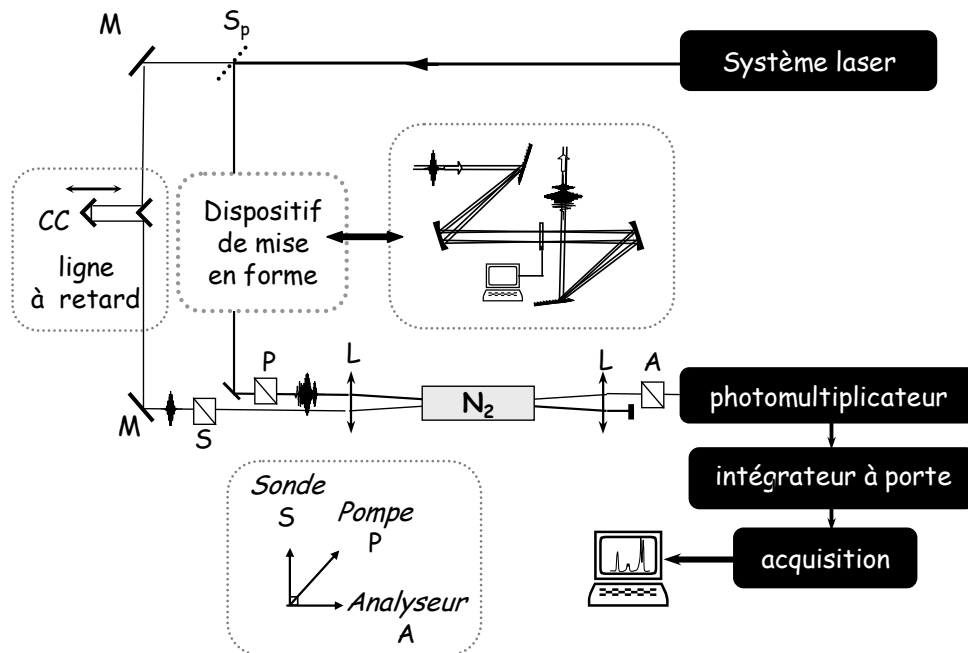 M
Sp
Système laser
CC
ligne
à retard
Dispositif
de mise
en forme
P
L
L
A
M
S
N2
photomultiplicateur
intégrateur à porte
acquisition
Sonde
S
Pompe
P
Analyseur
A